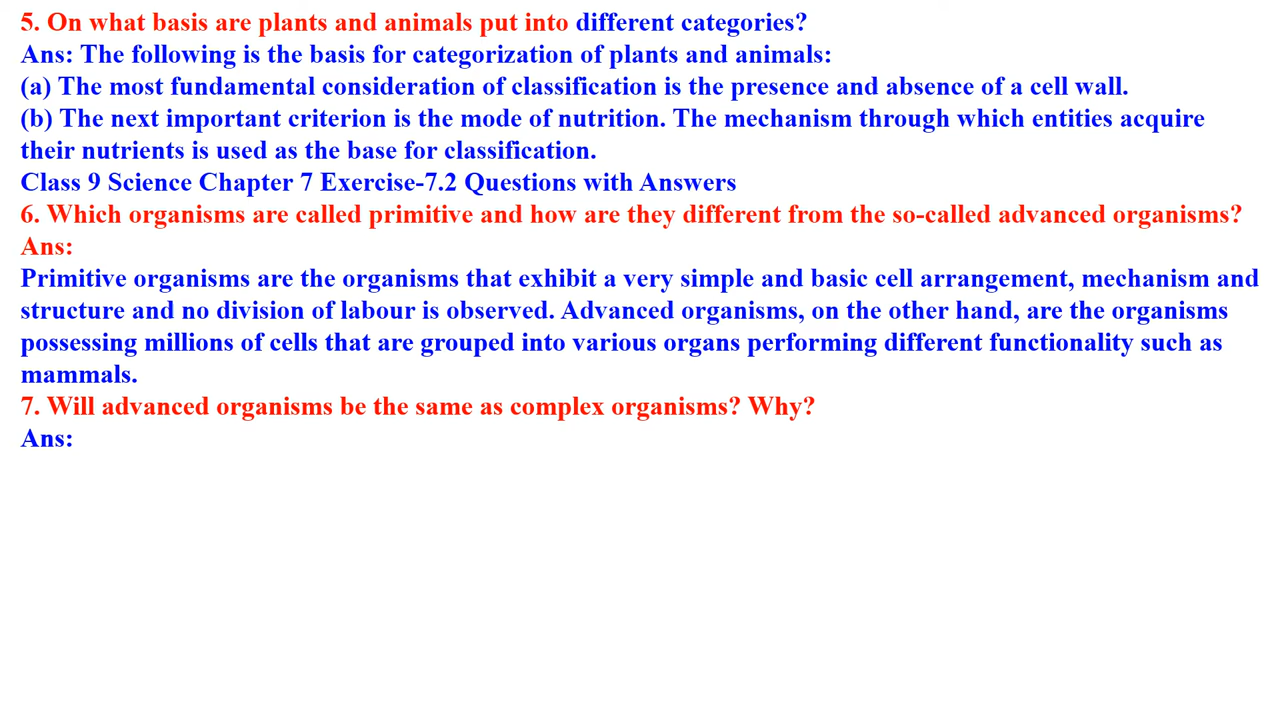 5. On what basis are plants and animals put into different categories?
Ans: The following is the basis for categorization of plants and animals:
(a) The most fundamental consideration of classification is the presence and absence of a cell wall.
(b) The next important criterion is the mode of nutrition. The mechanism through which entities acquire
their nutrients is used as the base for classification.
Class 9 Science Chapter 7 Exercise-7.2 Questions with Answers
6. Which organisms are called primitive and how are they different from the so-called advanced organisms?
Ans:
Primitive organisms are the organisms that exhibit a very simple and basic cell arrangement, mechanism and
structure and no division of labour is observed. Advanced organisms, on the other hand, are the organisms
possessing millions of cells that are grouped into various organs performing different functionality such as
mammals.
7. Will advanced organisms be the same as complex organisms? Why?
Ans: